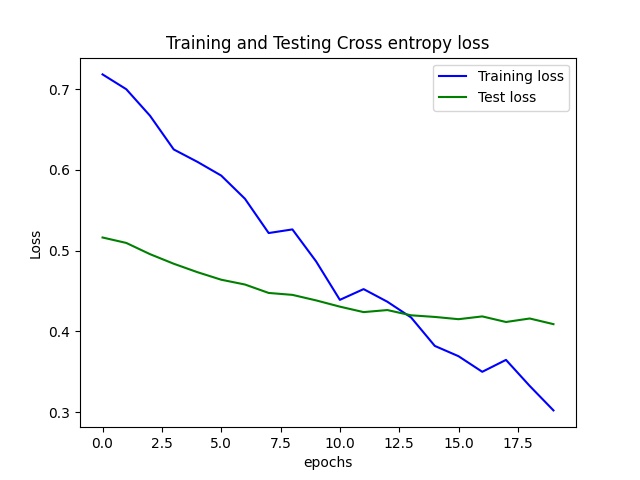 Training and Testing Cross entropy loss
Training loss
Test loss
0.7
0.6
0.5
0.4
0.3
Loss
0.0 2.5 5.0 7.5 10.0 12.5 15.0 17.5
epochs